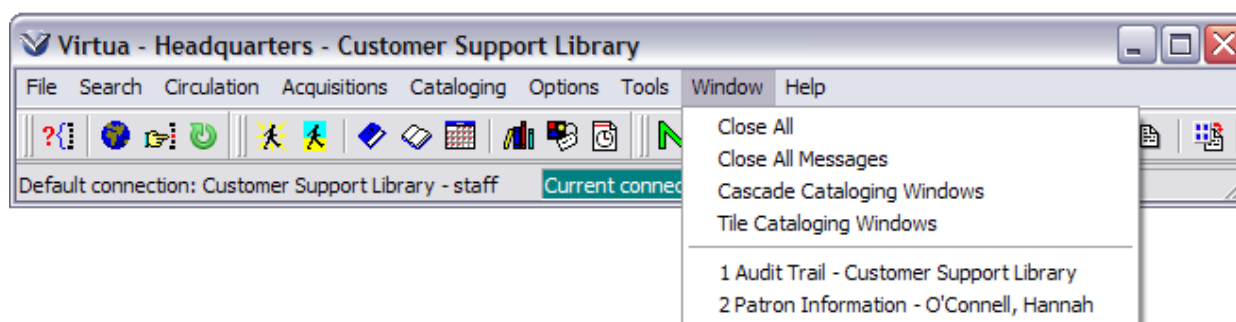 Virtua - Headquarters - Customer Support Library
File Search Circulation Acquisitions Cataloging Options Tools Window Help
Close All
Close All Messages
Cascade Cataloging Windows
Tile Cataloging Windows
1 Audit Trail - Customer Support Library
2 Patron Information - O'Connell, Hannah
Default connection: Customer Support Library - staff Current